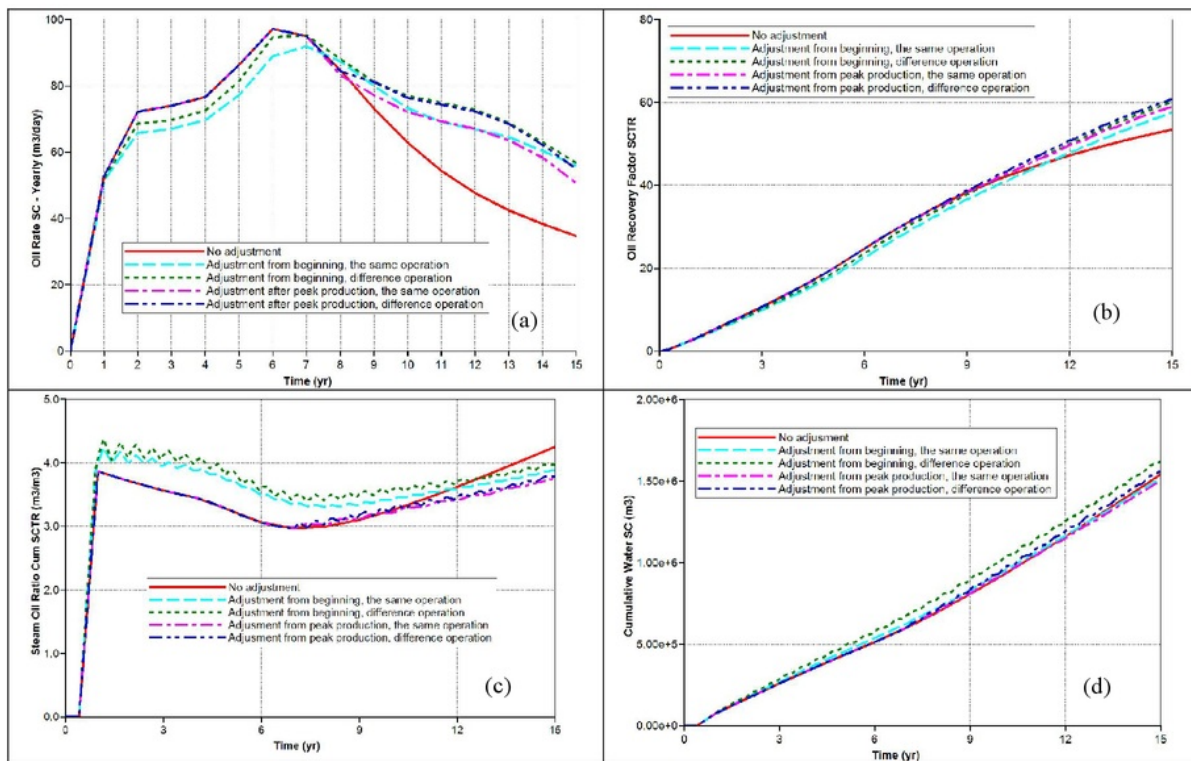 100
80
60
40
20
0
Oil Rate SC - Yearly (m3/day)
No adjustment
Adjustment from beginning, the same operation
Adjustment from beginning, difference operation
Adjustment after peak production, the same operation
Adjustment after peak production, difference operation
(a)
0 1 2 3 4 5 6 7 8 9 10 11 12 13 14 15
Time (yr)
80
60
40
20
0
Oil Recovery Factor SCTR
No adjustment
Adjustment from beginning, the same operation
Adjustment from beginning, difference operation
Adjustment from peak production, the same operation
Adjustment from peak production, difference operation
(b)
0 3 6 9 12 15
Time (yr)
5.0
4.0
3.0
2.0
1.0
0.0
Steam Oil Ratio Cum SCTR (m3/m3)
No adjustment
Adjustment from beginning, the same operation
Adjustment from beginning, difference operation
Adjusment from peak production, the same operation
Adjusment from peak production, difference operation
(c)
0 3 6 9 12 15
Time (yr)
2.00e+6
1.50e+6
1.00e+6
5.00e+5
0.00e+0
Cumulative Water SC (m3)
No adjusment
Adjustment from beginning, the same operation
Adjustment from beginning, difference operation
Adjustment from peak production, the same operation
Adjustment from peak production, difference operation
(d)
0 3 6 9 12 15
Time (yr)